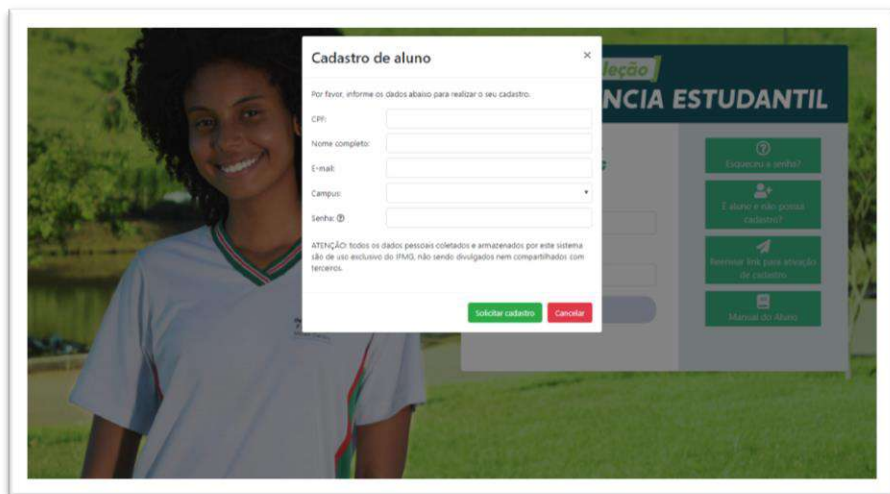 Cadastro de aluno
×
Por favor, informe os dados abaixo para realizar o seu cadastro.
CPF:
Nome completo:
E-mail:
Campus:
Senha:
ATENÇÃO: todos os dados pessoais coletados e armazenados por este sistema
são de uso exclusivo do IFMG, não sendo divulgados nem compartilhados com
terceiros.
Solicitar cadastro
Cancelar
leção
NCIA ESTUDANTIL
Esqueceu a senha?
É aluno e não possui
cadastro?
Reenviar link para ativação
de cadastro
Manual do Aluno